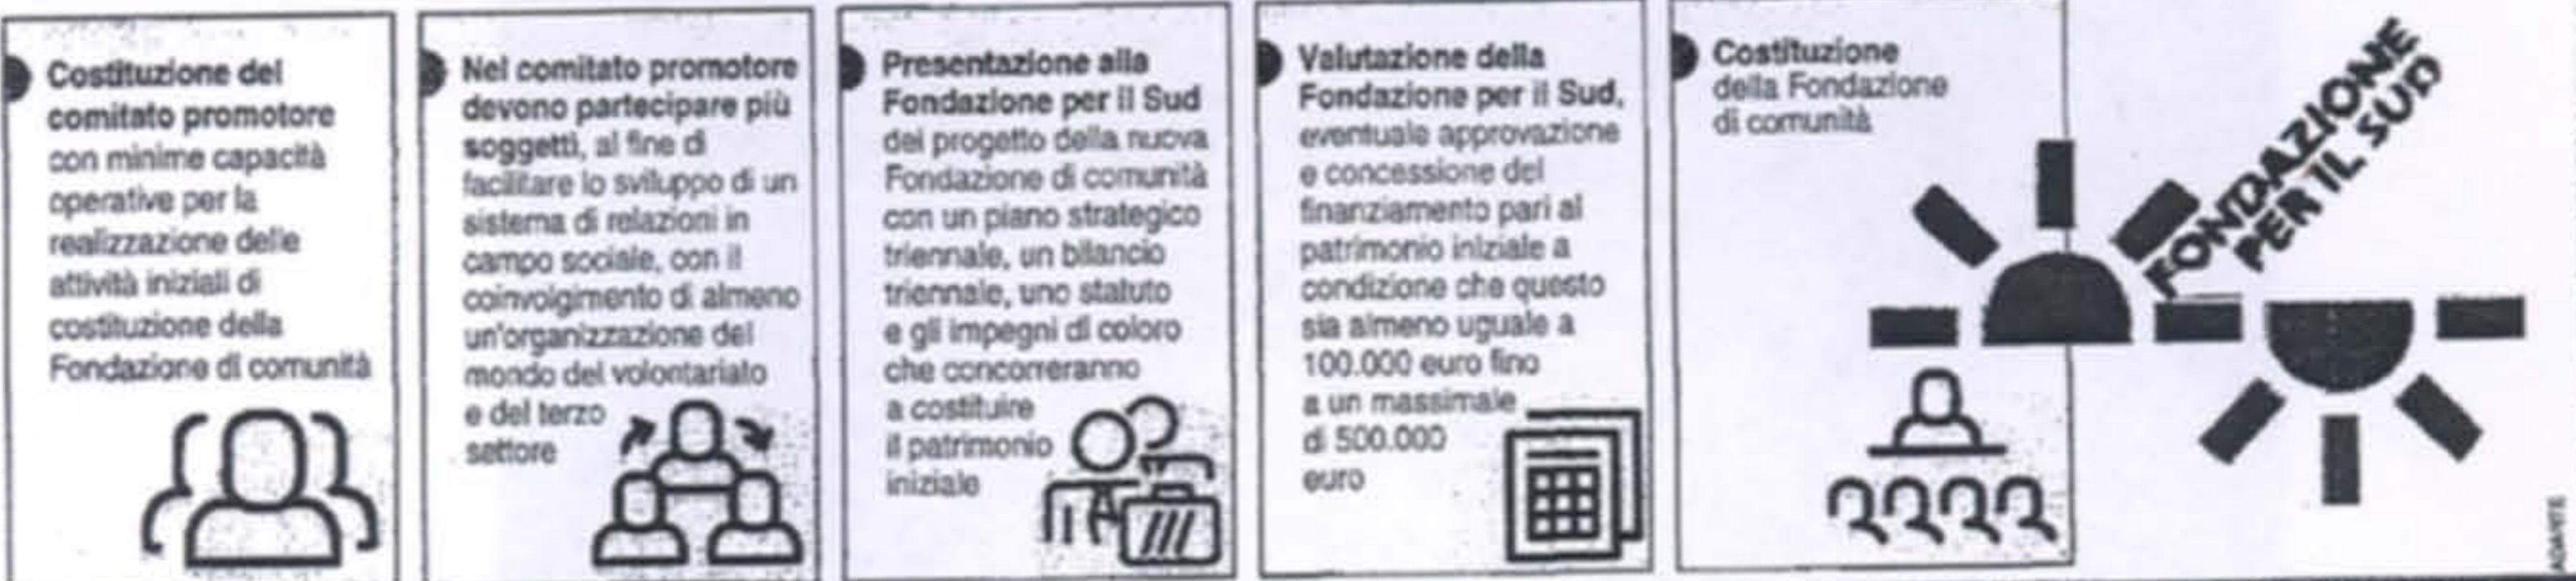 Costituzione del
comitato promotore
con minime capacità
operative per la
realizzazione delle
attività iniziali di
costituzione della
Fondazione di comunità
Nel comitato promotore
devono partecipare più
soggetti, al fine di
facilitare lo sviluppo di un
sistema di relazioni in
campo sociale, con il
coinvolgimento di almeno
un'organizzazione del
mondo del volontariato
e del terzo
settore
Presentazione alla
Fondazione per il Sud
del progetto della nuova
Fondazione di comunità
con un piano strategico
triennale, un bilancio
triennale, uno statuto
e gli impegni di coloro
che concorreranno
a costituire
il patrimonio
iniziale
Valutazione della
Fondazione per il Sud,
eventuale approvazione
e concessione del
finanziamento pari al
patrimonio iniziale a
condizione che questo
sia almeno uguale a
100.000 euro fino
a un massimale
di 500.000
euro
Costituzione
della Fondazione
di comunità
FONDAZIONE
PER IL SUD